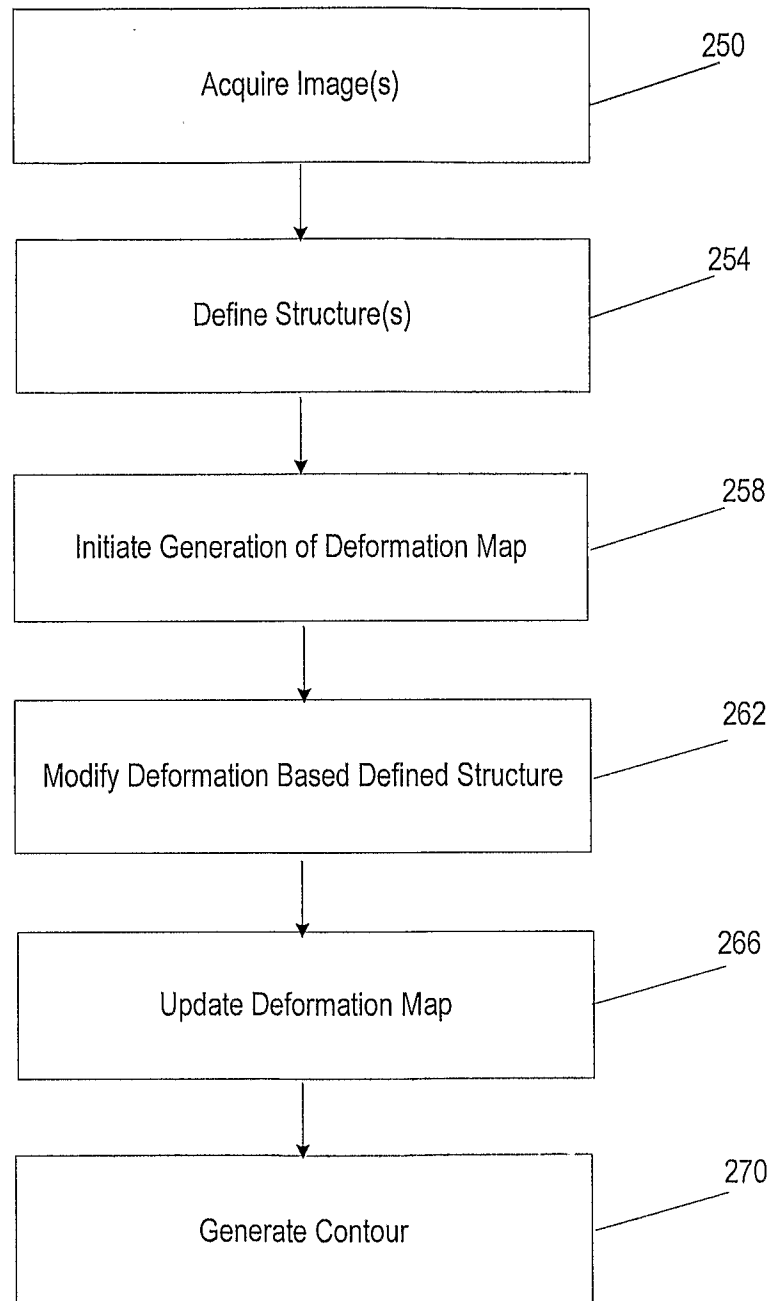 Acquire Image(s)
250
Define Structure(s)
254
Initiate Generation of Deformation Map
258
Modify Deformation Based Defined Structure
262
Update Deformation Map
266
Generate Contour
270